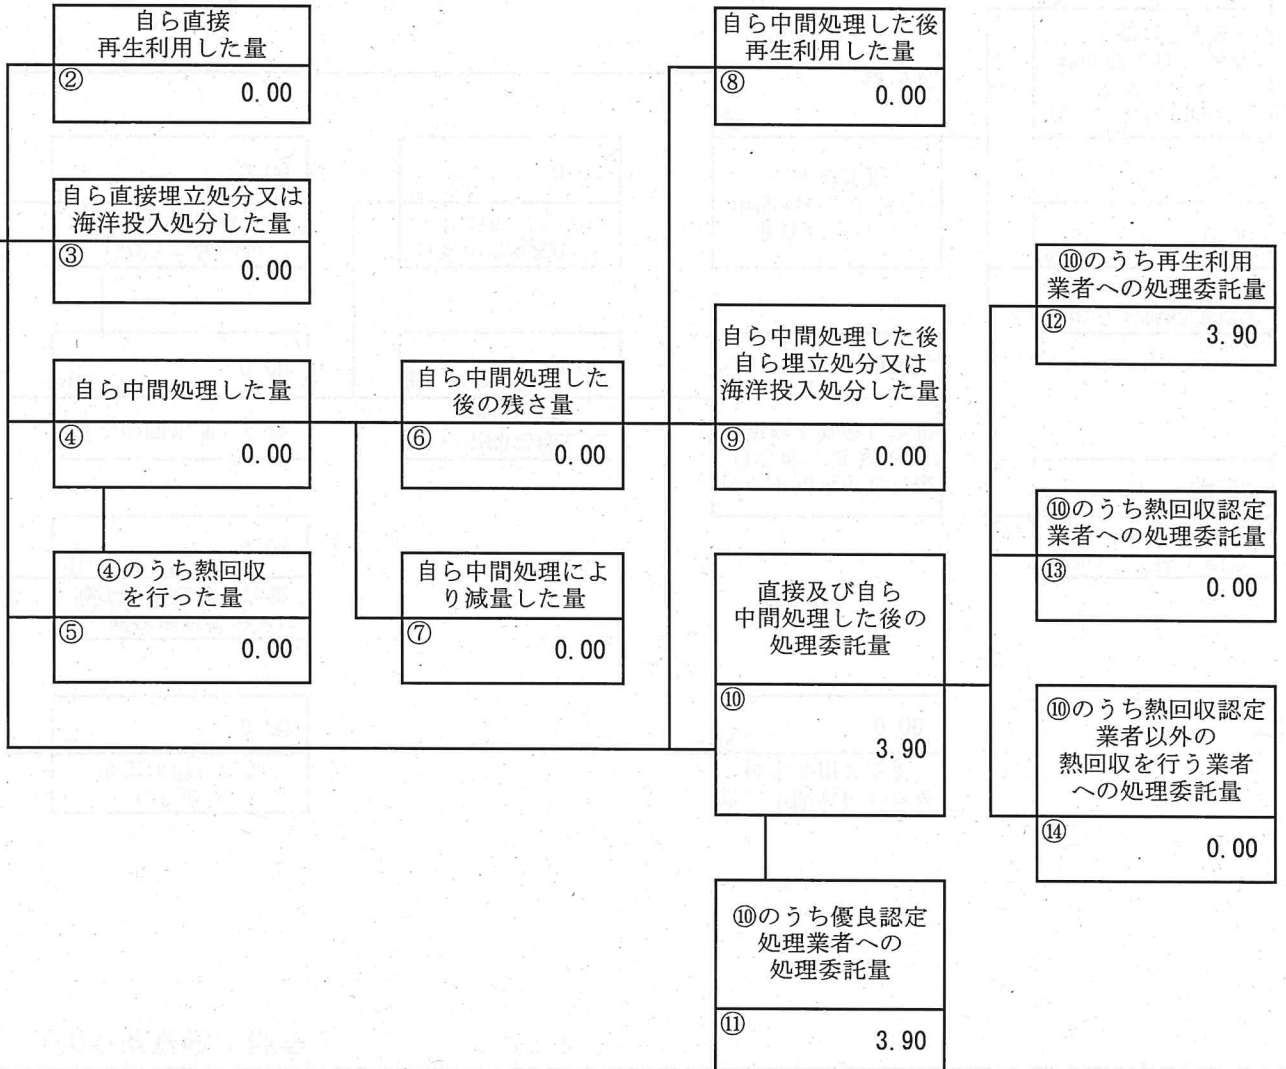 自ら直接
再生利用した量
②
0.00
自ら直接埋立処分又は
海洋投入処分した量
③
0.00
自ら中間処理した量
④
0.00
④のうち熱回収
を行った量
⑤
0.00
自ら中間処理した
後の残さ量
⑥
0.00
自ら中間処理によ
り減量した量
⑦
0.00
自ら中間処理した後
再生利用した量
⑧
0.00
自ら中間処理した後
自ら埋立処分又は
海洋投入処分した量
⑨
0.00
直接及び自ら
中間処理した後の
処理委託量
⑩
3.90
⑩のうち優良認定
処理業者への
処理委託量
⑪
3.90
⑩のうち再生利用
業者への処理委託量
⑫
3.90
⑩のうち熱回収認定
業者への処理委託量
⑬
0.00
⑩のうち熱回収認定
業者以外の
熱回収を行う業者
への処理委託量
⑭
0.00